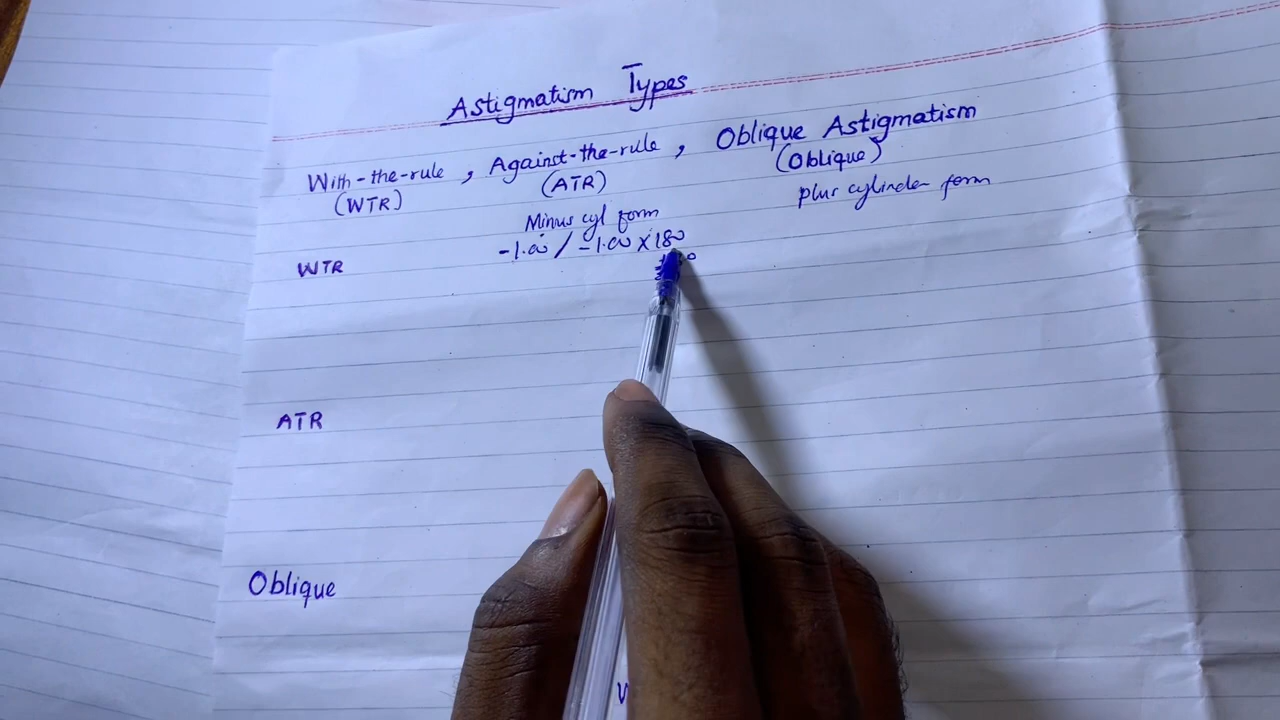 Astigmatism Types
With-the-rule , Against-the-rule , Oblique Astigmatism
(WTR) (ATR) (Oblique)
Minus cyl form plus cylinder form
WTR -1.00 / -1.00 X 180
ATR
Oblique